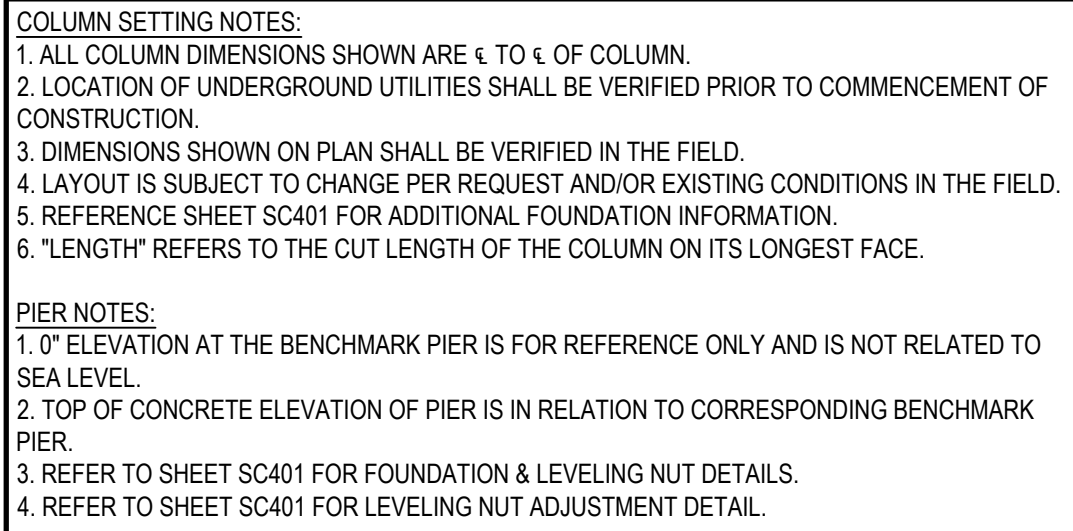 COLUMN SETTING NOTES:
1. ALL COLUMN DIMENSIONS SHOWN ARE ℄ TO ℄ OF COLUMN.
2. LOCATION OF UNDERGROUND UTILITIES SHALL BE VERIFIED PRIOR TO COMMENCEMENT OF
CONSTRUCTION.
3. DIMENSIONS SHOWN ON PLAN SHALL BE VERIFIED IN THE FIELD.
4. LAYOUT IS SUBJECT TO CHANGE PER REQUEST AND/OR EXISTING CONDITIONS IN THE FIELD.
5. REFERENCE SHEET SC401 FOR ADDITIONAL FOUNDATION INFORMATION.
6. "LENGTH" REFERS TO THE CUT LENGTH OF THE COLUMN ON ITS LONGEST FACE.
PIER NOTES:
1. 0" ELEVATION AT THE BENCHMARK PIER IS FOR REFERENCE ONLY AND IS NOT RELATED TO
SEA LEVEL.
2. TOP OF CONCRETE ELEVATION OF PIER IS IN RELATION TO CORRESPONDING BENCHMARK
PIER.
3. REFER TO SHEET SC401 FOR FOUNDATION & LEVELING NUT DETAILS.
4. REFER TO SHEET SC401 FOR LEVELING NUT ADJUSTMENT DETAIL.